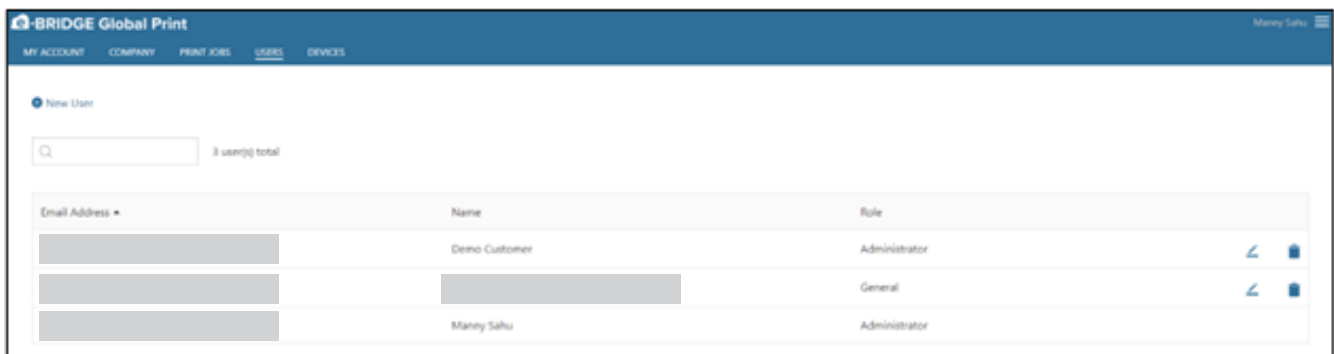 e-BRIDGE Global Print
Manny Sahu
MY ACCOUNT COMPANY PRINT JOBS USERS DEVICES
New User
3 user(s) total
Email Address Name Role
Demo Customer Administrator
General
Manny Sahu Administrator